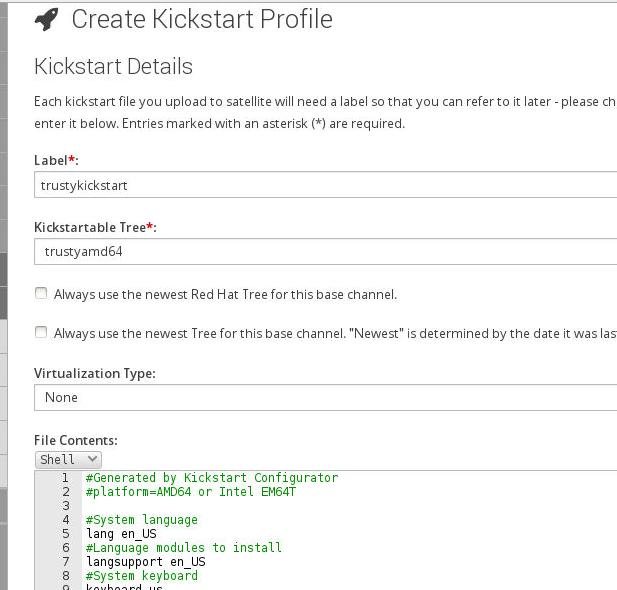 Create Kickstart Profile
Kickstart Details
Each kickstart file you upload to satellite will need a label so that you can refer to it later - please
enter it below. Entries marked with an asterisk (*) are required.
Label*:
trustykickstart
Kickstartable Tree*:
trustyamd64
Always use the newest Red Hat Tree for this base channel.
Always use the newest Tree for this base channel. "Newest" is determined by the date it was
Virtualization Type:
None
File Contents:
Shell
1 #Generated by Kickstart Configurator
2 #platform=AMD64 or Intel EM64T
3
4 #System language
5 lang en_US
6 #Language modules to install
7 langsupport en_US
8 #System keyboard
9 keyboard us